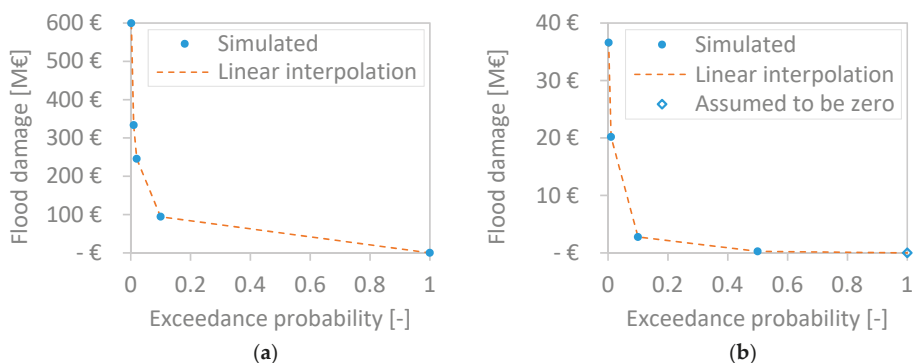 Flood damage [M€]
600 €
500 €
400 €
300 €
200 €
100 €
- €
Simulated
Linear interpolation
0
0.2
0.4
0.6
0.8
1
Exceedance probability [-]
(a)
Flood damage [M€]
40 €
30 €
20 €
10 €
- €
Simulated
Linear interpolation
Assumed to be zero
0
0.2
0.4
0.6
0.8
1
Exceedance probability [-]
(b)